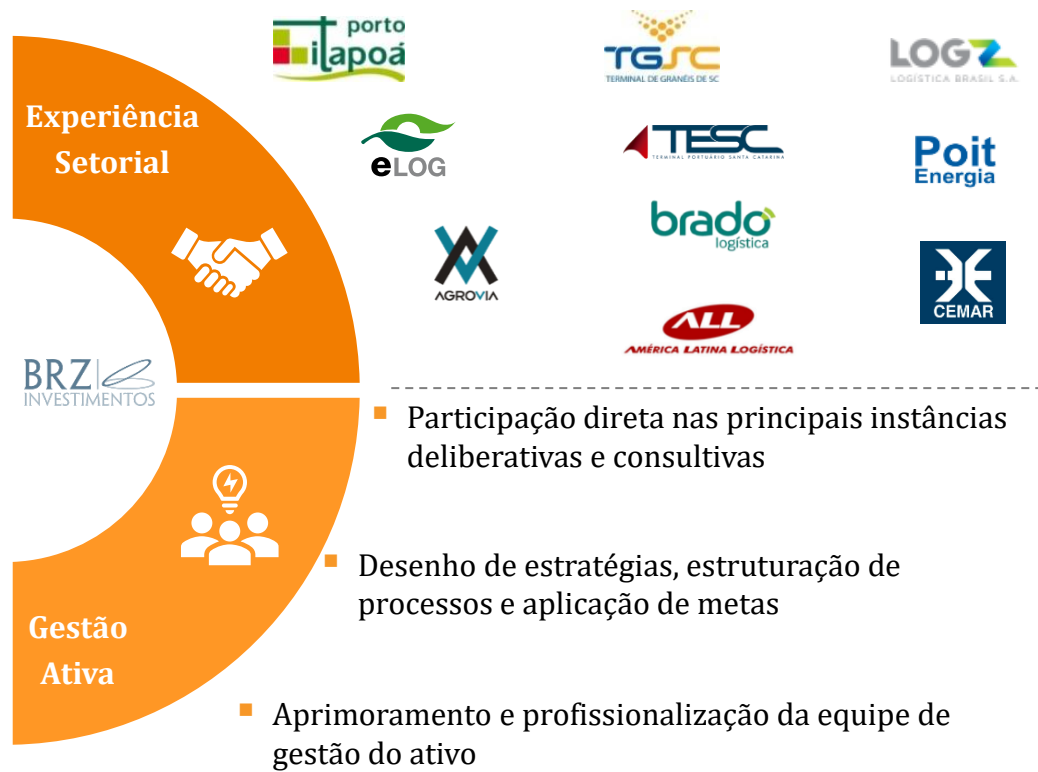 porto
itapoá
TGSC
TERMINAL DE GRANÉIS DE SC
LOGZ
LOGÍSTICA BRASIL S.A.
Experiência
Setorial
eLOG
TESC
TERMINAL PORTUÁRIO SANTA CATARINA
Poit
Energia
brado
logística
AGROVIA
CEMAR
ALL
AMÉRICA LATINA LOGÍSTICA
BRZ
INVESTIMENTOS
Participação direta nas principais instâncias
deliberativas e consultivas
Desenho de estratégias, estruturação de
processos e aplicação de metas
Gestão
Ativa
Aprimoramento e profissionalização da equipe de
gestão do ativo